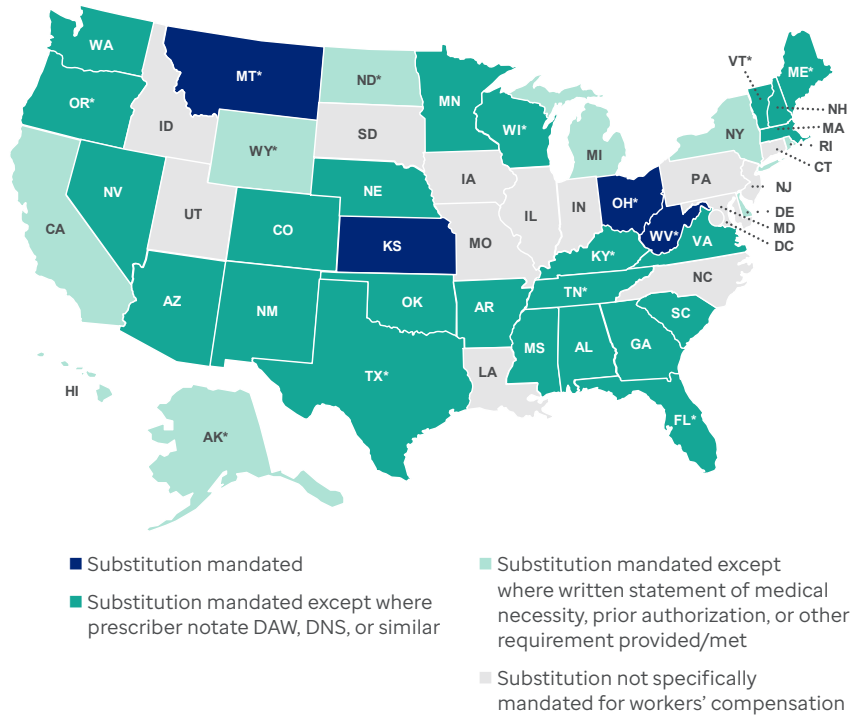 WA
MT*
ND*
MN
VT*
ME*
OR*
ID
SD
WI*
NH
MA
NY
RI
WY*
MI
CT
NV
NE
IA
PA
NJ
UT
CO
IL
IN
OH*
DE
CA
KS
MO
WV*
VA
MD
DC
KY*
NC
AZ
NM
OK
AR
TN*
SC
MS
AL
GA
TX*
LA
HI
FL*
AK*
Substitution mandated
Substitution mandated except where
prescriber notate DAW, DNS, or similar
Substitution mandated except
where written statement of medical
necessity, prior authorization, or other
requirement provided/met
Substitution not specifically
mandated for workers’ compensation